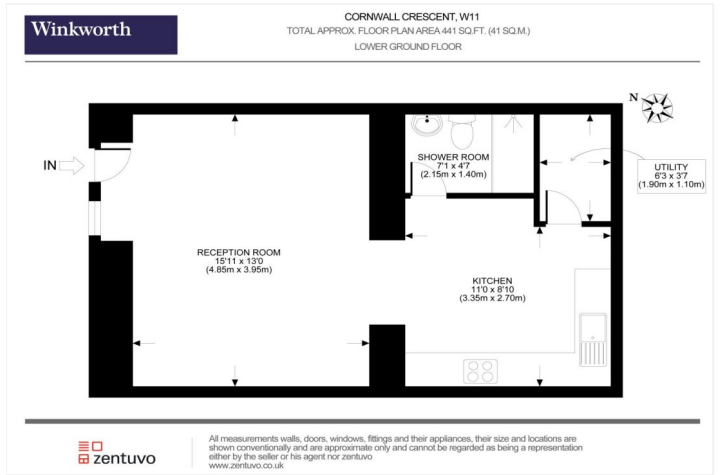 Winkworth
CORNWALL CRESCENT, W11
TOTAL APPROX. FLOOR PLAN AREA 441 SQ.FT. (41 SQ.M.)
LOWER GROUND FLOOR
N
IN
SHOWER ROOM
7'1 x 4'7
(2.15m x 1.40m)
UTILITY
6'3 x 3'7
(1.90m x 1.10m)
RECEPTION ROOM
15'11 x 13'0
(4.85m x 3.95m)
KITCHEN
11'0 x 8'10
(3.35m x 2.70m)
zentuvo
All measurements walls, doors, windows, fittings and their appliances, their size and locations are
shown conventionally and are approximate only and cannot be regarded as being a representation
either by the seller or his agent nor zentuvo
www.zentuvo.co.uk